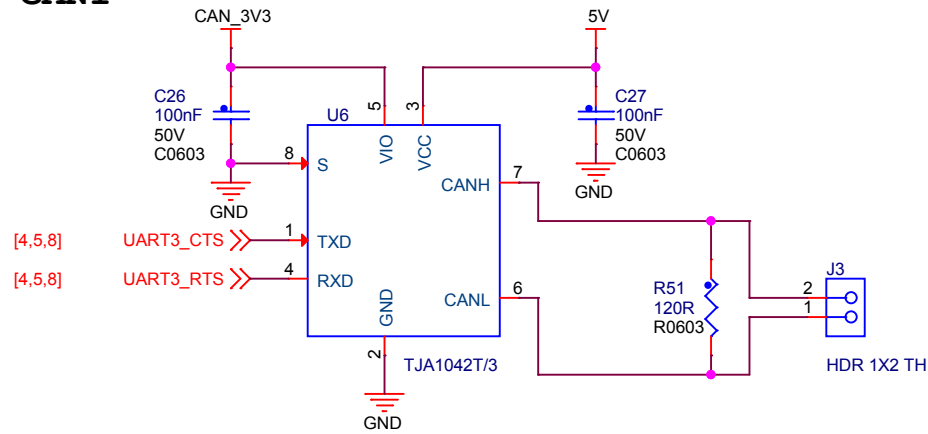 CAN1
CAN_3V3
5V
C26
100nF
50V
C0603
C27
100nF
50V
C0603
U6
5
3
VIO
VCC
8
S
GND
GND
7
CANH
[4,5,8]
UART3_CTS
1
TXD
[4,5,8]
UART3_RTS
4
RXD
6
CANL
GND
2
TJA1042T/3
GND
R51
120R
R0603
J3
2
1
HDR 1X2 TH